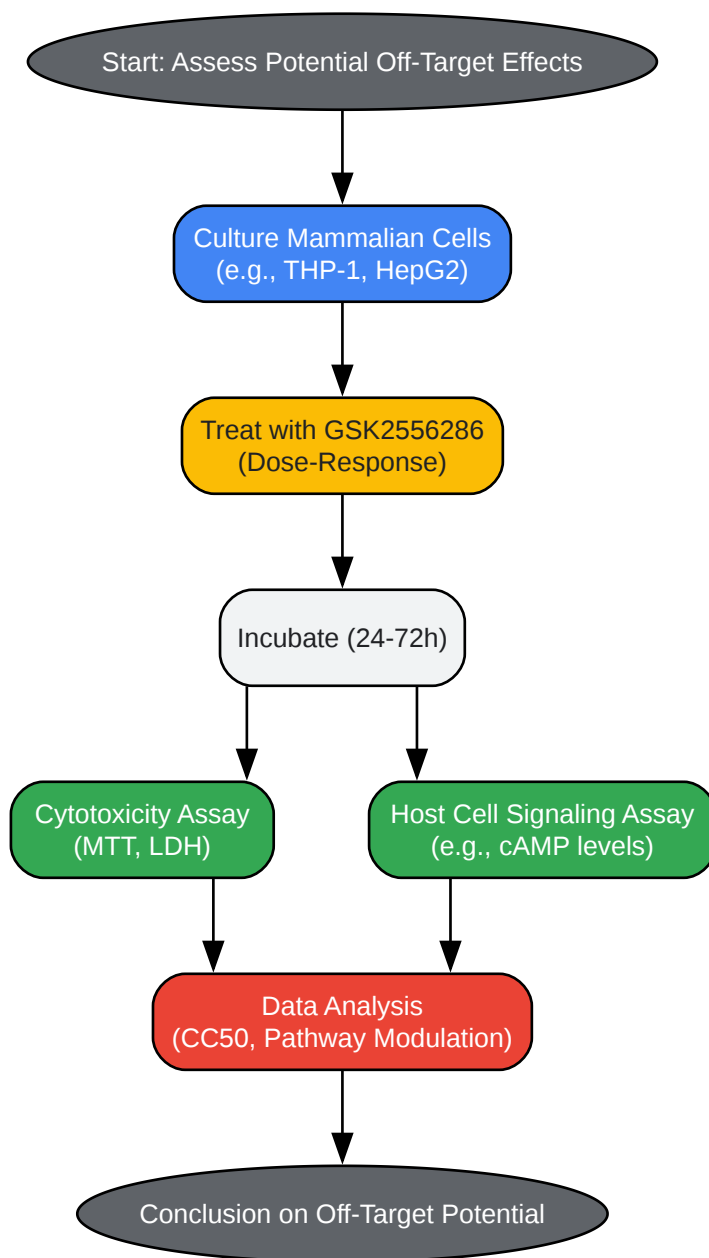 Start: Assess Potential Off-Target Effects
Culture Mammalian Cells
(e.g., THP-1, HepG2)
Treat with GSK2556286
(Dose-Response)
Incubate (24-72h)
Cytotoxicity Assay
(MTT, LDH)
Host Cell Signaling Assay
(e.g., cAMP levels)
Data Analysis
(CC50, Pathway Modulation)
Conclusion on Off-Target Potential